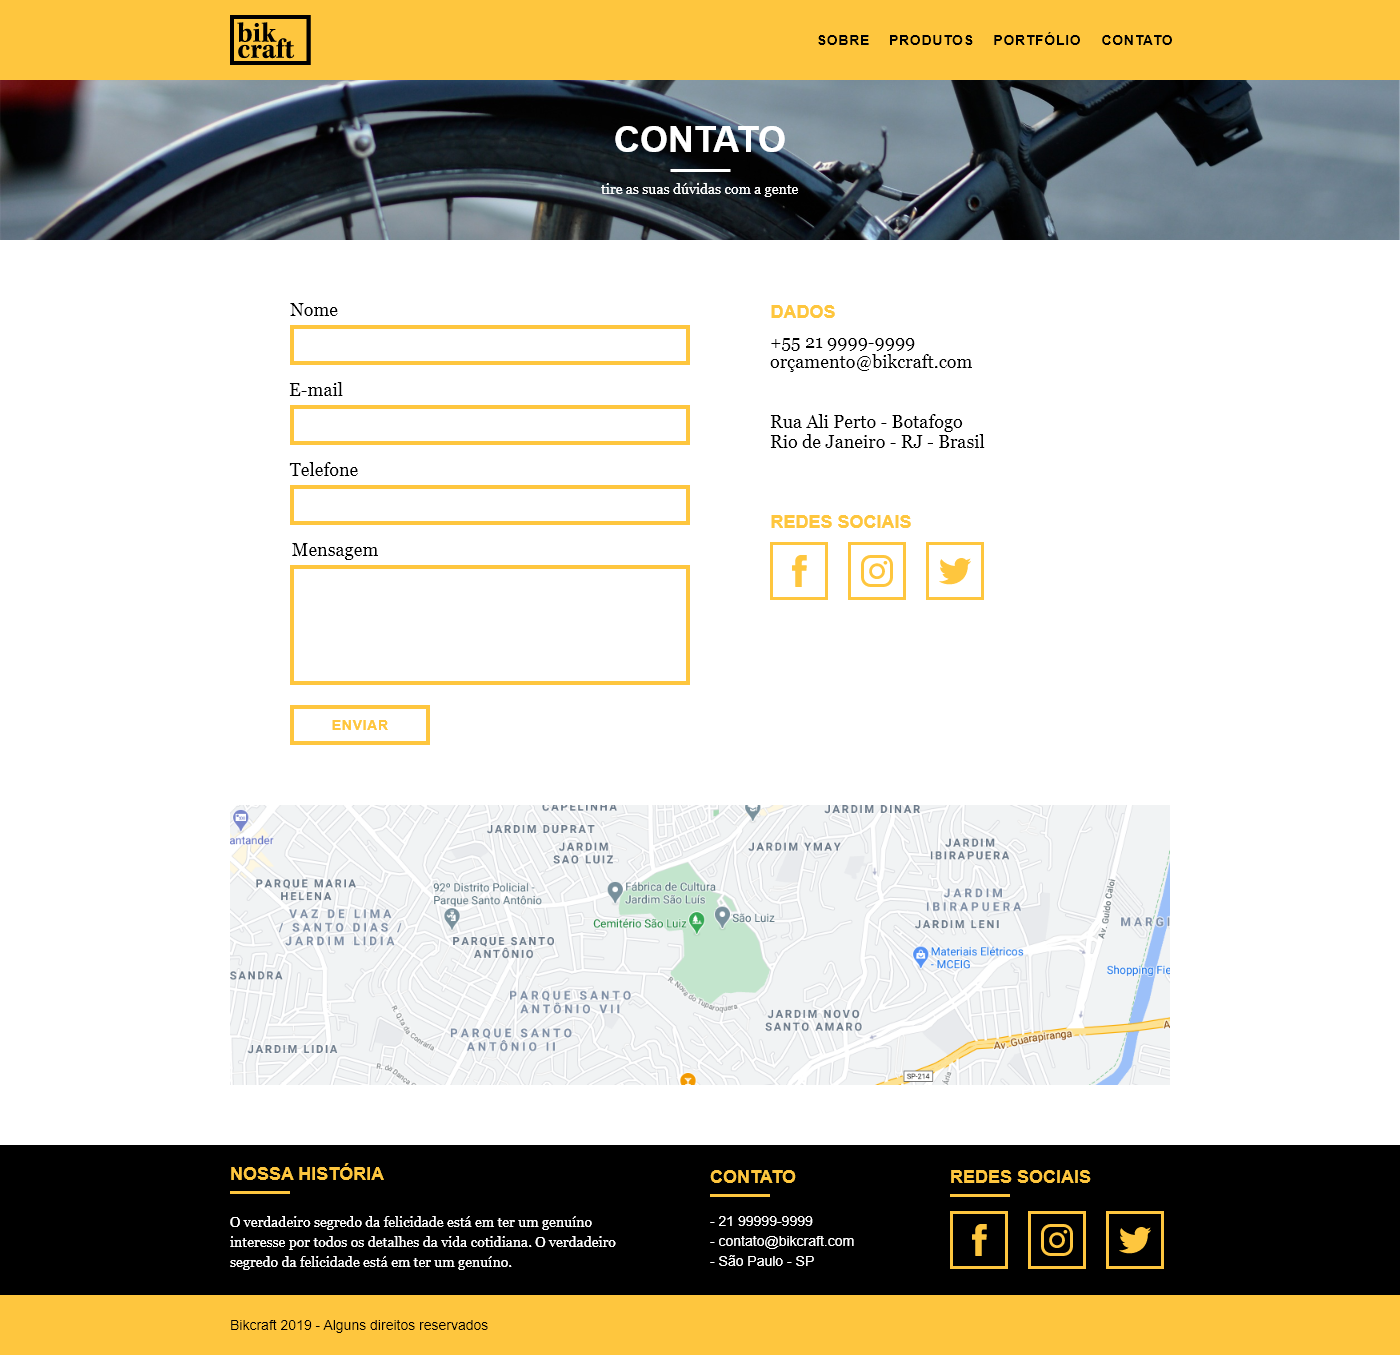 bik
craft
SOBRE PRODUTOS PORTFÓLIO CONTATO
CONTATO
tire as suas dúvidas com a gente
Nome
E-mail
Telefone
Mensagem
ENVIAR
DADOS
+55 21 9999-9999
orçamento@bikcraft.com
Rua Ali Perto - Botafogo
Rio de Janeiro - RJ - Brasil
REDES SOCIAIS
CAPELINHA
JARDIM DINAR
antander
JARDIM DUPRAT
JARDIM
SAO LUIZ
JARDIM YMAY
JARDIM
IBIRAPUERA
PARQUE MARIA
HELENA
92º Distrito Policial -
Parque Santo Antônio
Fábrica de Cultura
Jardim São Luís
JARDIM
IBIRAPUERA
Av. Guido Caloi
VAZ DE LIMA
/ SANTO DIAS /
JARDIM LIDIA
Cemitério São Luiz
São Luiz
JARDIM LENI
MARGI
PARQUE SANTO
ANTÔNIO
Materiais Elétricos
- MCEIG
SANDRA
Shopping Fie
R. Nova do Tuparoquera
PARQUE SANTO
ANTÔNIO VII
JARDIM NOVO
SANTO AMARO
R. Q1a da Conraria
PARQUE SANTO
ANTÔNIO II
Av. Guarapiranga
A
JARDIM LIDIA
R. de Dança
SP-214
Ária
NOSSA HISTÓRIA
O verdadeiro segredo da felicidade está em ter um genuíno
interesse por todos os detalhes da vida cotidiana. O verdadeiro
segredo da felicidade está em ter um genuíno.
CONTATO
- 21 99999-9999
- contato@bikcraft.com
- São Paulo - SP
REDES SOCIAIS
Bikcraft 2019 - Alguns direitos reservados